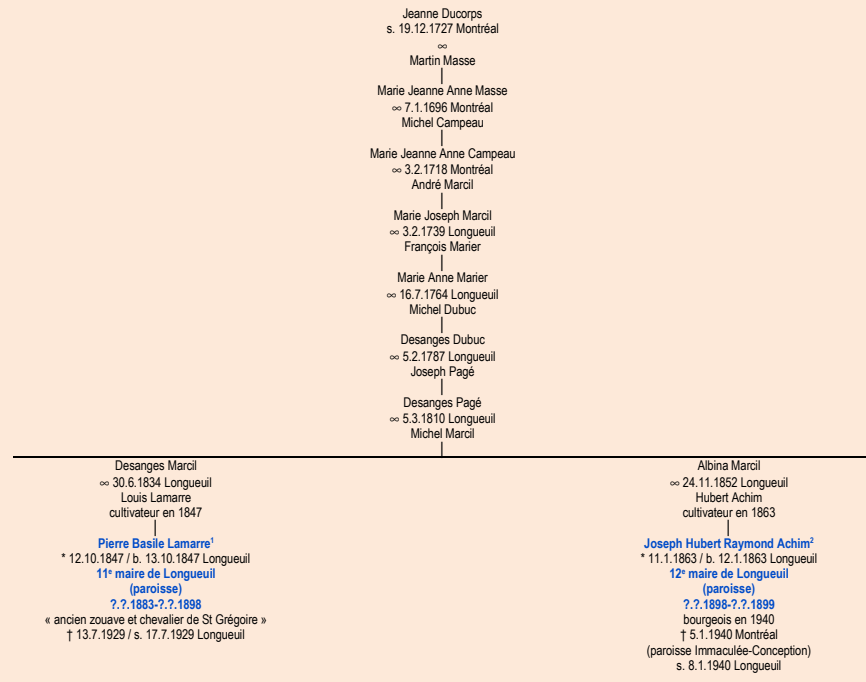 Jeanne Ducorps
s. 19.12.1727 Montréal
∞
Martin Masse
Marie Jeanne Anne Masse
∞ 7.1.1696 Montréal
Michel Campeau
Marie Jeanne Anne Campeau
∞ 3.2.1718 Montréal
André Marcil
Marie Joseph Marcil
∞ 3.2.1739 Longueuil
François Marier
Marie Anne Marier
∞ 16.7.1764 Longueuil
Michel Dubuc
Desanges Dubuc
∞ 5.2.1787 Longueuil
Joseph Pagé
Desanges Pagé
∞ 5.3.1810 Longueuil
Michel Marcil
Desanges Marcil
∞ 30.6.1834 Longueuil
Louis Lamarre
cultivateur en 1847
Pierre Basile Lamarre¹
* 12.10.1847 / b. 13.10.1847 Longueuil
11ᵉ maire de Longueuil
(paroisse)
?.?.1883-?.?.1898
« ancien zouave et chevalier de St Grégoire »
† 13.7.1929 / s. 17.7.1929 Longueuil
Albina Marcil
∞ 24.11.1852 Longueuil
Hubert Achim
cultivateur en 1863
Joseph Hubert Raymond Achim²
* 11.1.1863 / b. 12.1.1863 Longueuil
12ᵉ maire de Longueuil
(paroisse)
?.?.1898-?.?.1899
bourgeois en 1940
† 5.1.1940 Montréal
(paroisse Immaculée-Conception)
s. 8.1.1940 Longueuil